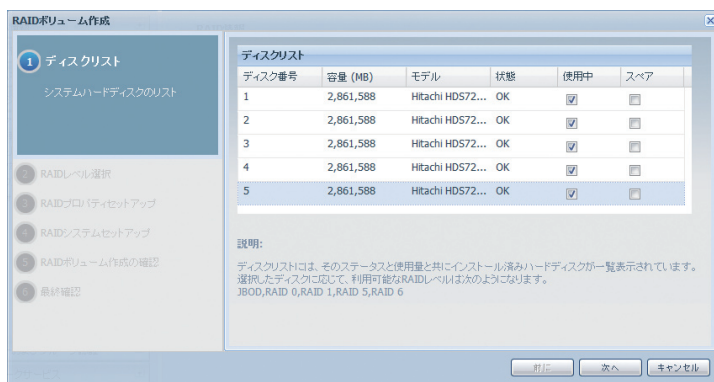 RAIDボリューム作成
1 ディスクリスト
システムハードディスクのリスト
2 RAIDレベル選択
3 RAIDプロパティセットアップ
4 RAIDシステムセットアップ
5 RAIDボリューム作成の確認
6 最終確認
ディスクリスト
ディスク番号 容量 (MB) モデル 状態 使用中 スペア
1 2,861,588 Hitachi HDS72... OK
2 2,861,588 Hitachi HDS72... OK
3 2,861,588 Hitachi HDS72... OK
4 2,861,588 Hitachi HDS72... OK
5 2,861,588 Hitachi HDS72... OK
説明:
ディスクリストには、そのステータスと使用量と共にインストール済みハードディスクが一覧表示されています。
選択したディスクに応じて、利用可能なRAIDレベルは次のようになります。
JBOD,RAID 0,RAID 1,RAID 5,RAID 6
前に 次へ キャンセル